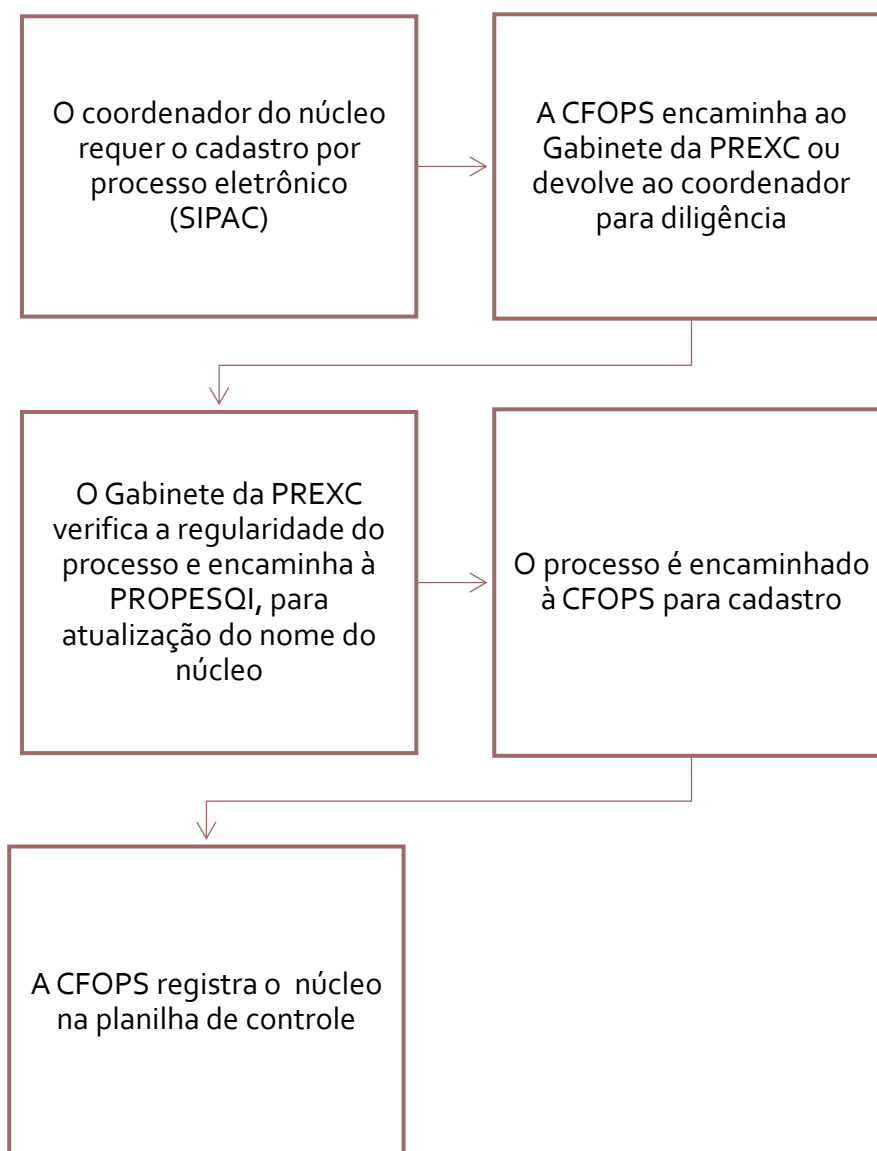 O coordenador do núcleo
requer o cadastro por
processo eletrônico
(SIPAC)
A CFOPS encaminha ao
Gabinete da PREXC ou
devolve ao coordenador
para diligência
O Gabinete da PREXC
verifica a regularidade do
processo e encaminha à
PROPESQI, para
atualização do nome do
núcleo
O processo é encaminhado
à CFOPS para cadastro
A CFOPS registra o núcleo
na planilha de controle